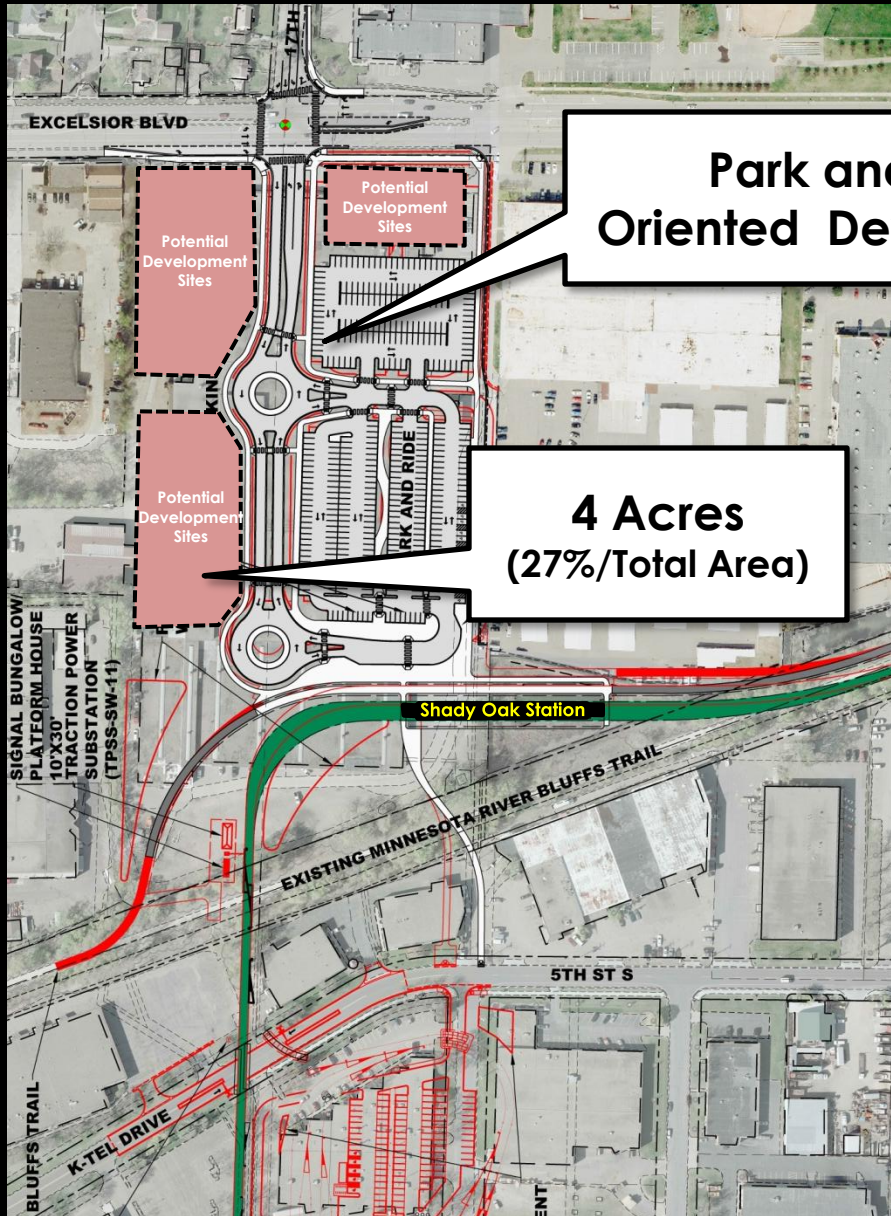 17TH
EXCELSIOR BLVD
Park and
Oriented De
Potential
Development
Sites
Potential
Development
Sites
4 Acres
(27%/Total Area)
Potential
Development
Sites
RK AND RIDE
SIGNAL BUNGALOW/
PLATFORM HOUSE
10'X30'
TRACTION POWER
SUBSTATION
(TPSS-SW-11)
Shady Oak Station
EXISTING MINNESOTA RIVER BLUFFS TRAIL
5TH ST S
K-TEL DRIVE
BLUFFS TRAIL
ENT